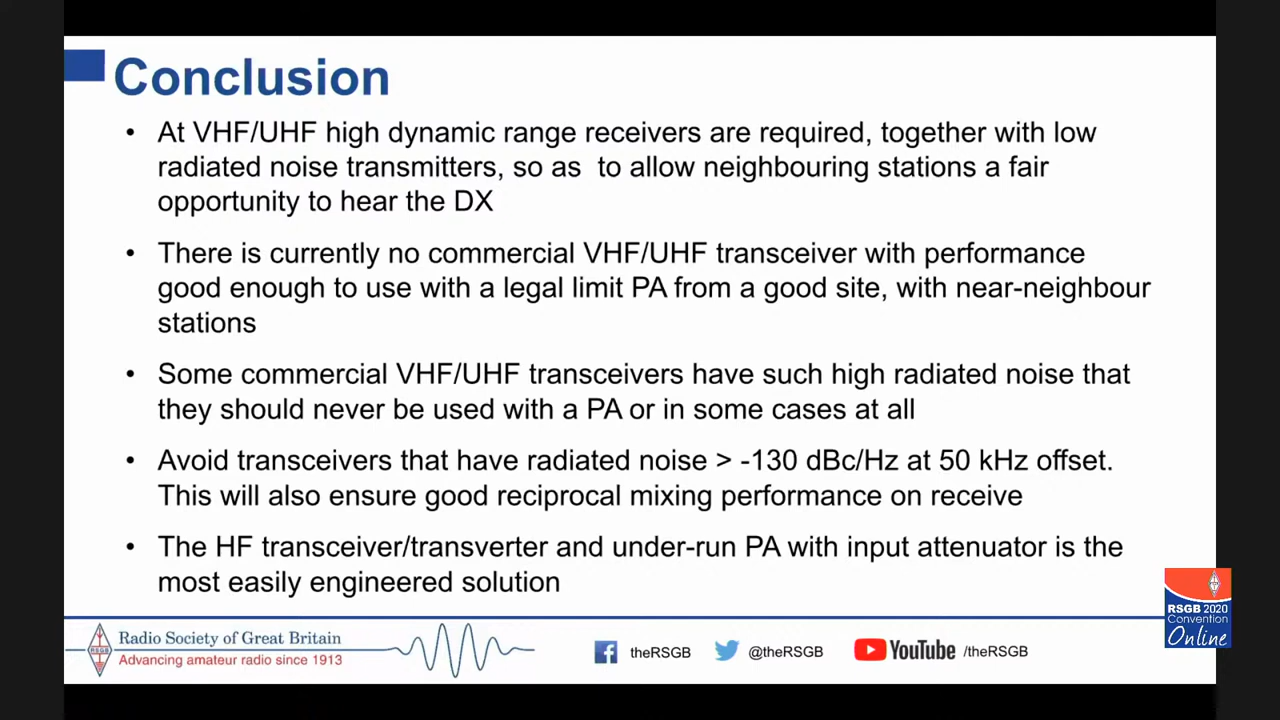 Conclusion
• At VHF/UHF high dynamic range receivers are required, together with low
radiated noise transmitters, so as  to allow neighbouring stations a fair
opportunity to hear the DX
• There is currently no commercial VHF/UHF transceiver with performance
good enough to use with a legal limit PA from a good site, with near-neighbour
stations
• Some commercial VHF/UHF transceivers have such high radiated noise that
they should never be used with a PA or in some cases at all
• Avoid transceivers that have radiated noise > -130 dBc/Hz at 50 kHz offset.
This will also ensure good reciprocal mixing performance on receive
• The HF transceiver/transverter and under-run PA with input attenuator is the
most easily engineered solution
RSGB 2020
Convention
Online
RSGB
Radio Society of Great Britain
Advancing amateur radio since 1913
theRSGB
@theRSGB
YouTube /theRSGB